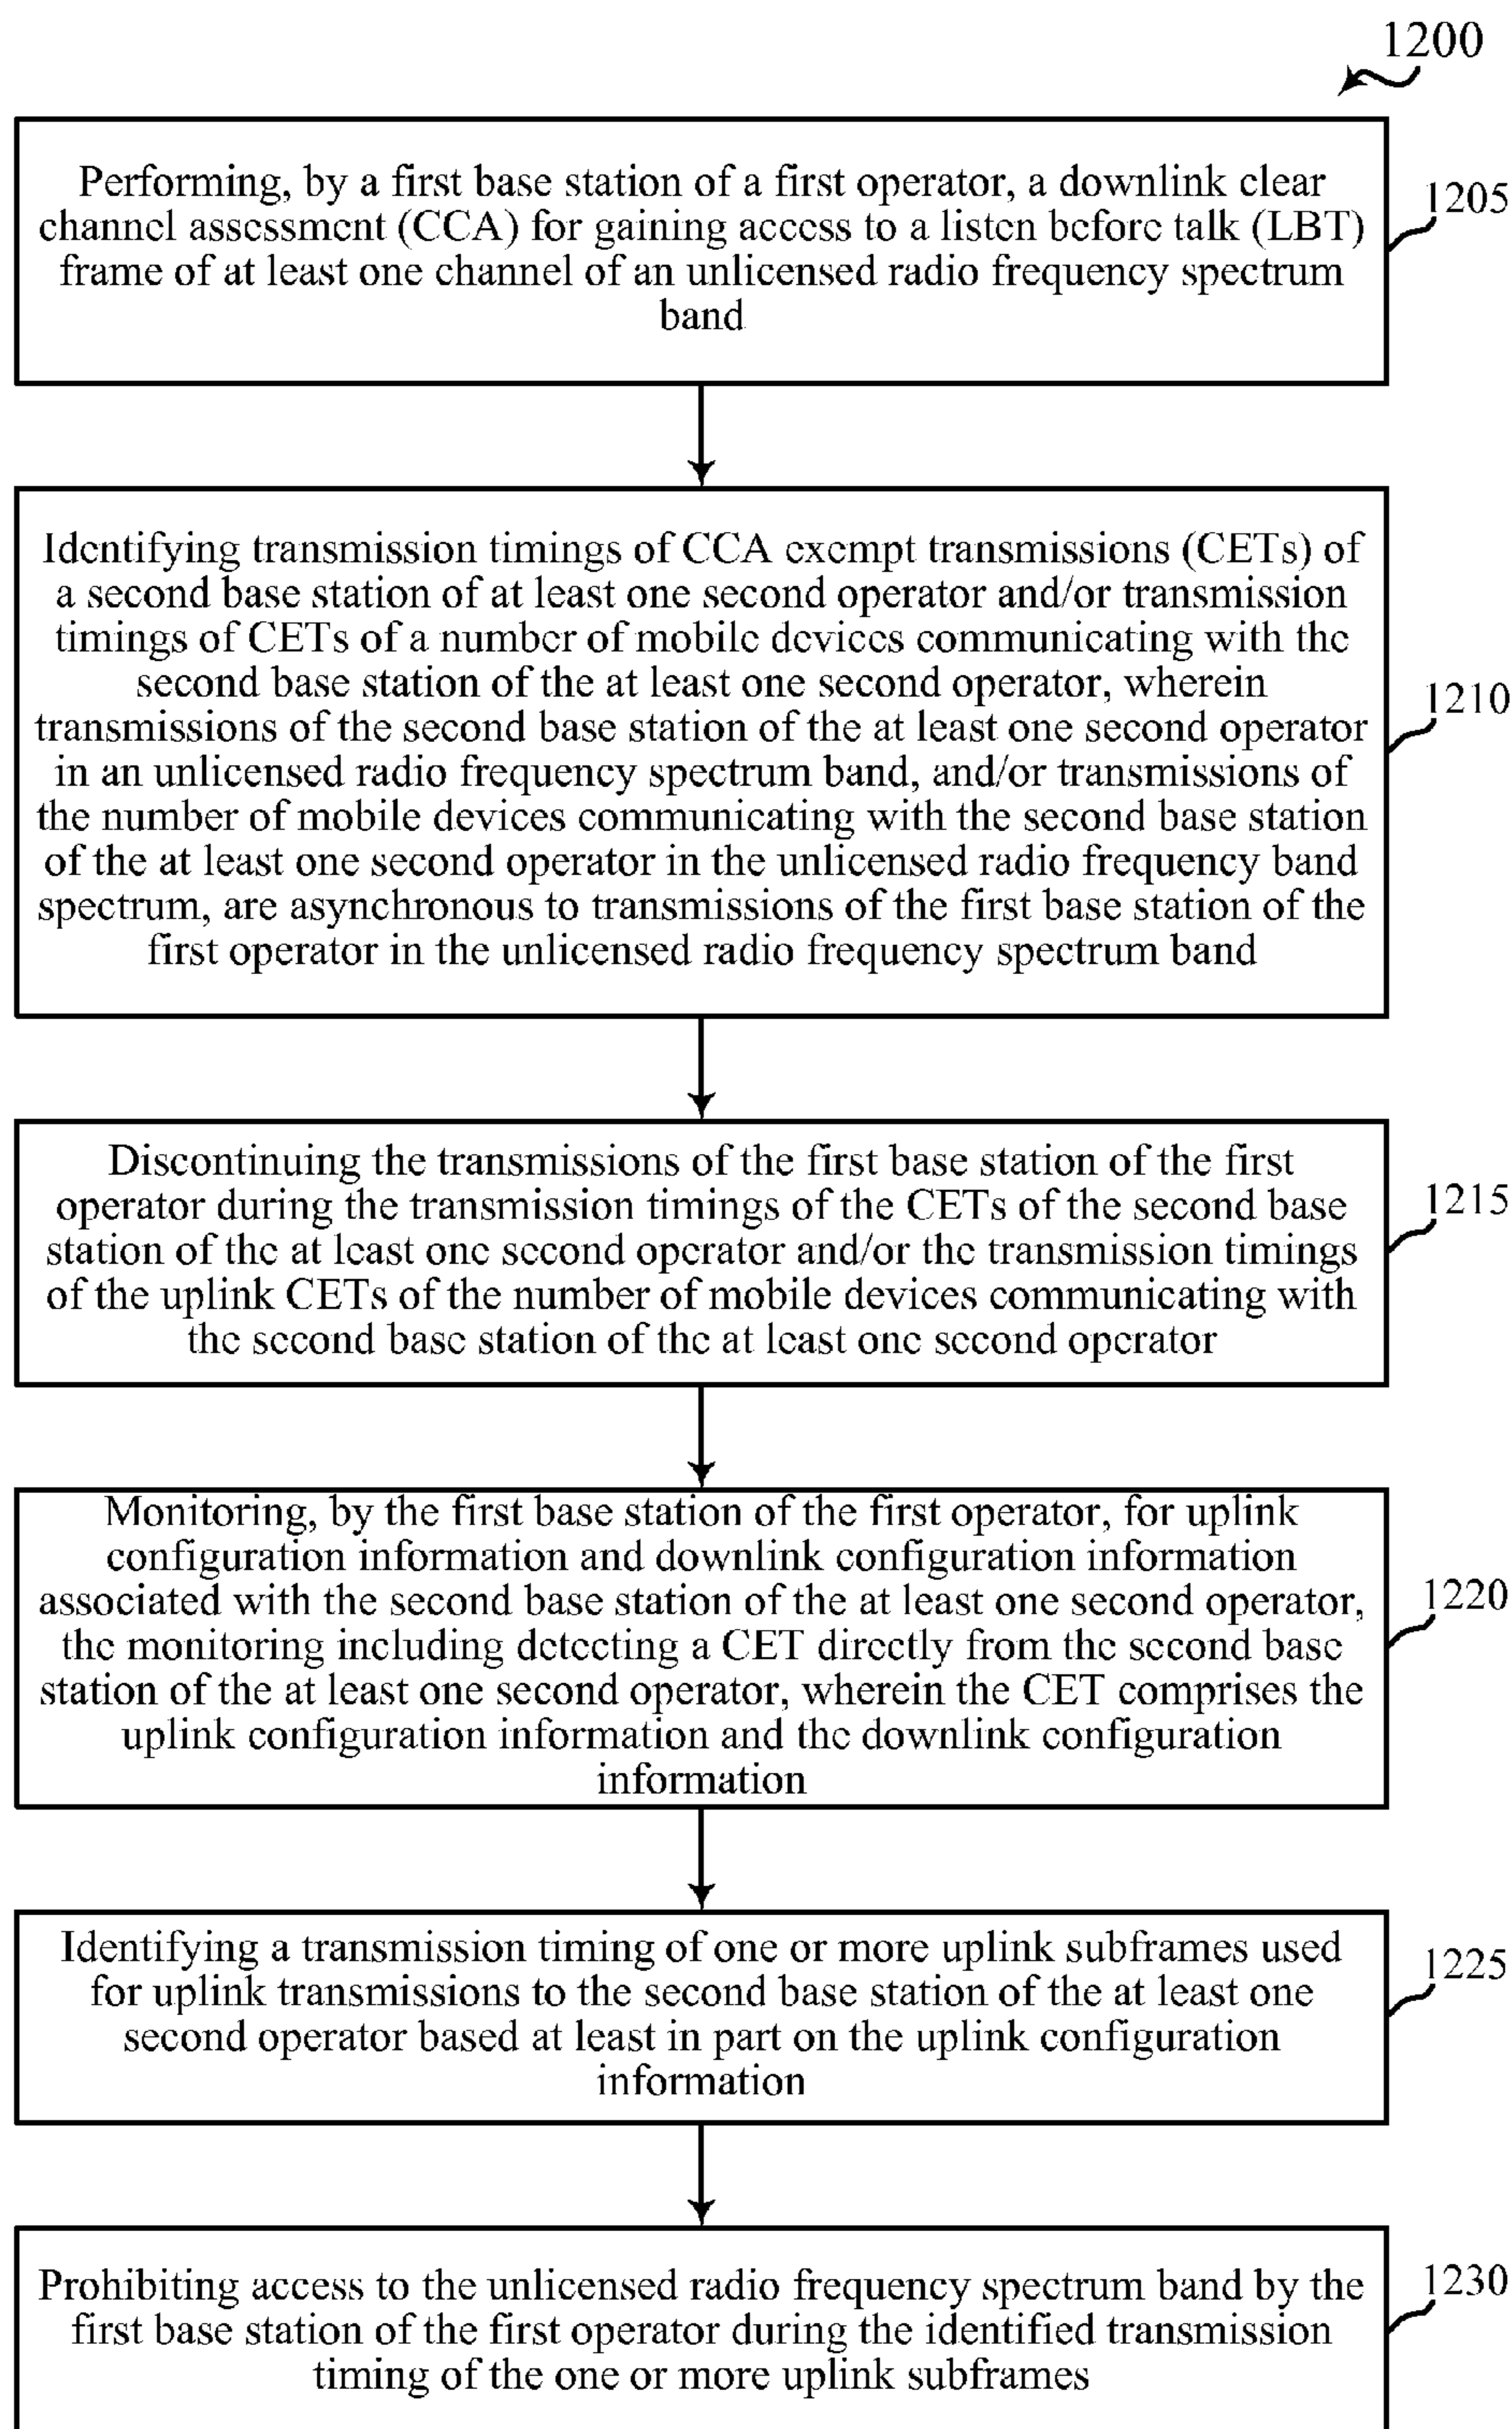 1200
Performing, by a first base station of a first operator, a downlink clear
channel assessment (CCA) for gaining access to a listen before talk (LBT)
frame of at least one channel of an unlicensed radio frequency spectrum
band
1205
Identifying transmission timings of CCA exempt transmissions (CETs) of
a second base station of at least one second operator and/or transmission
timings of CETs of a number of mobile devices communicating with the
second base station of the at least one second operator, wherein
transmissions of the second base station of the at least one second operator
in an unlicensed radio frequency spectrum band, and/or transmissions of
the number of mobile devices communicating with the second base station
of the at least one second operator in the unlicensed radio frequency band
spectrum, are asynchronous to transmissions of the first base station of the
first operator in the unlicensed radio frequency spectrum band
1210
Discontinuing the transmissions of the first base station of the first
operator during the transmission timings of the CETs of the second base
station of the at least one second operator and/or the transmission timings
of the uplink CETs of the number of mobile devices communicating with
the second base station of the at least one second operator
1215
Monitoring, by the first base station of the first operator, for uplink
configuration information and downlink configuration information
associated with the second base station of the at least one second operator,
the monitoring including detecting a CET directly from the second base
station of the at least one second operator, wherein the CET comprises the
uplink configuration information and the downlink configuration
information
1220
Identifying a transmission timing of one or more uplink subframes used
for uplink transmissions to the second base station of the at least one
second operator based at least in part on the uplink configuration
information
1225
Prohibiting access to the unlicensed radio frequency spectrum band by the
first base station of the first operator during the identified transmission
timing of the one or more uplink subframes
1230